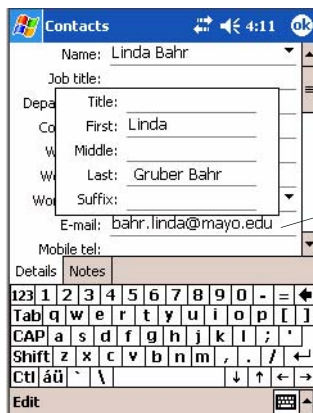 Contacts 4:11 ok
Name: Linda Bahr
Job title:
Depa
Title:
Co
First: Linda
W
Middle:
Wo
Last: Gruber Bahr
Wor
Suffix:
E-mail: bahr.linda@mayo.edu
Mobile tel:
Details Notes
123 1 2 3 4 5 6 7 8 9 0 - =
Tab q w e r t y u i o p [ ]
CAP a s d f g h j k l ; '
Shift z x c v b n m , . /
Ctl áü ` \
Edit